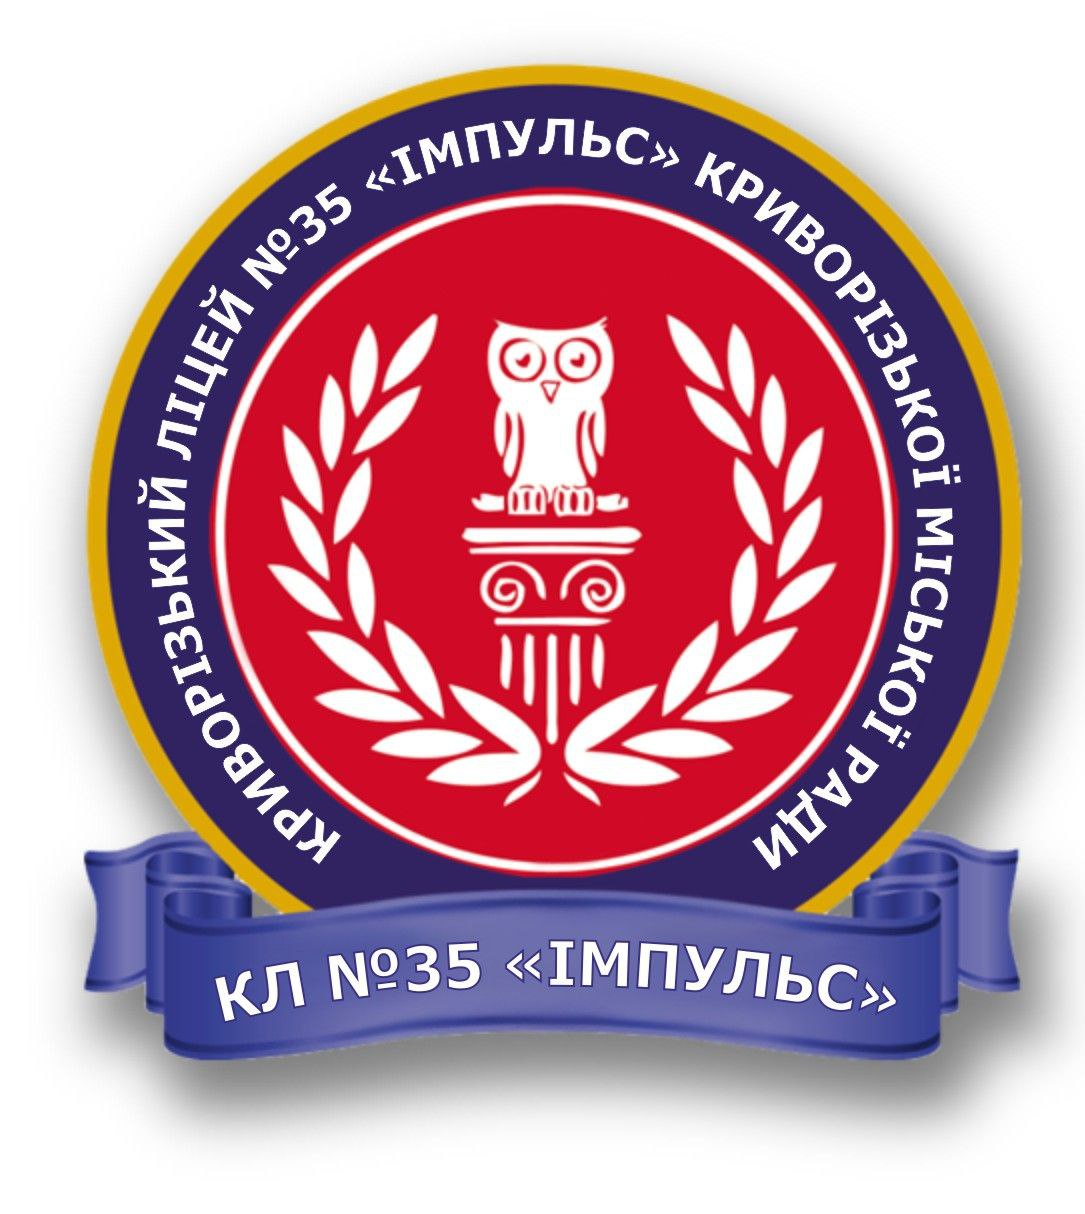 КРИВОРІЗЬКИЙ ЛІЦЕЙ №35 «ІМПУЛЬС» КРИВОРІЗЬКОЇ МІСЬКОЇ РАДИ
КЛ №35 «ІМПУЛЬС»